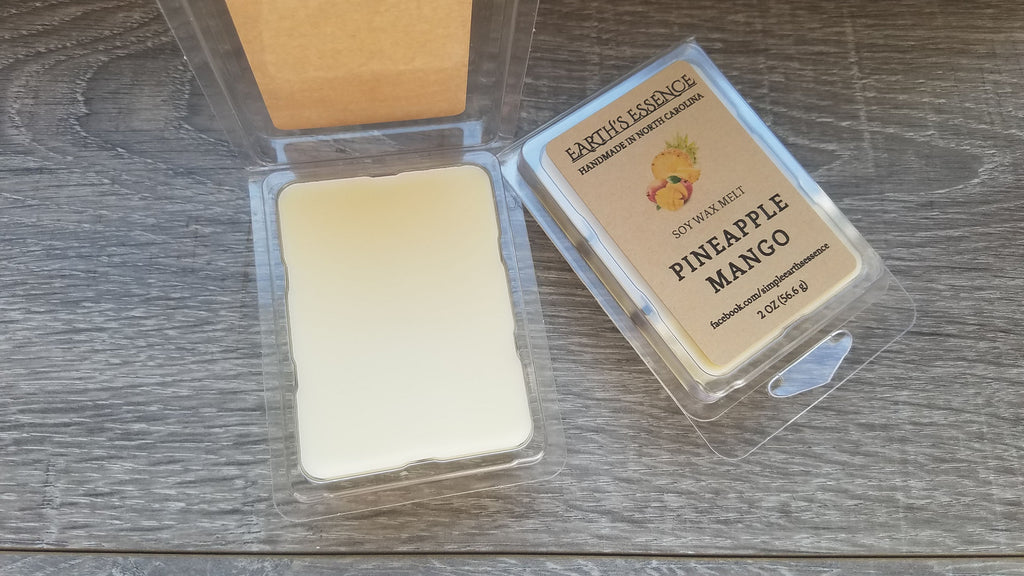 EARTH'S ESSENCE
HANDMADE IN NORTH CAROLINA
SOY WAX MELT
PINEAPPLE
MANGO
facebook.com/simpleearthsessence
2 OZ (56.6 g)